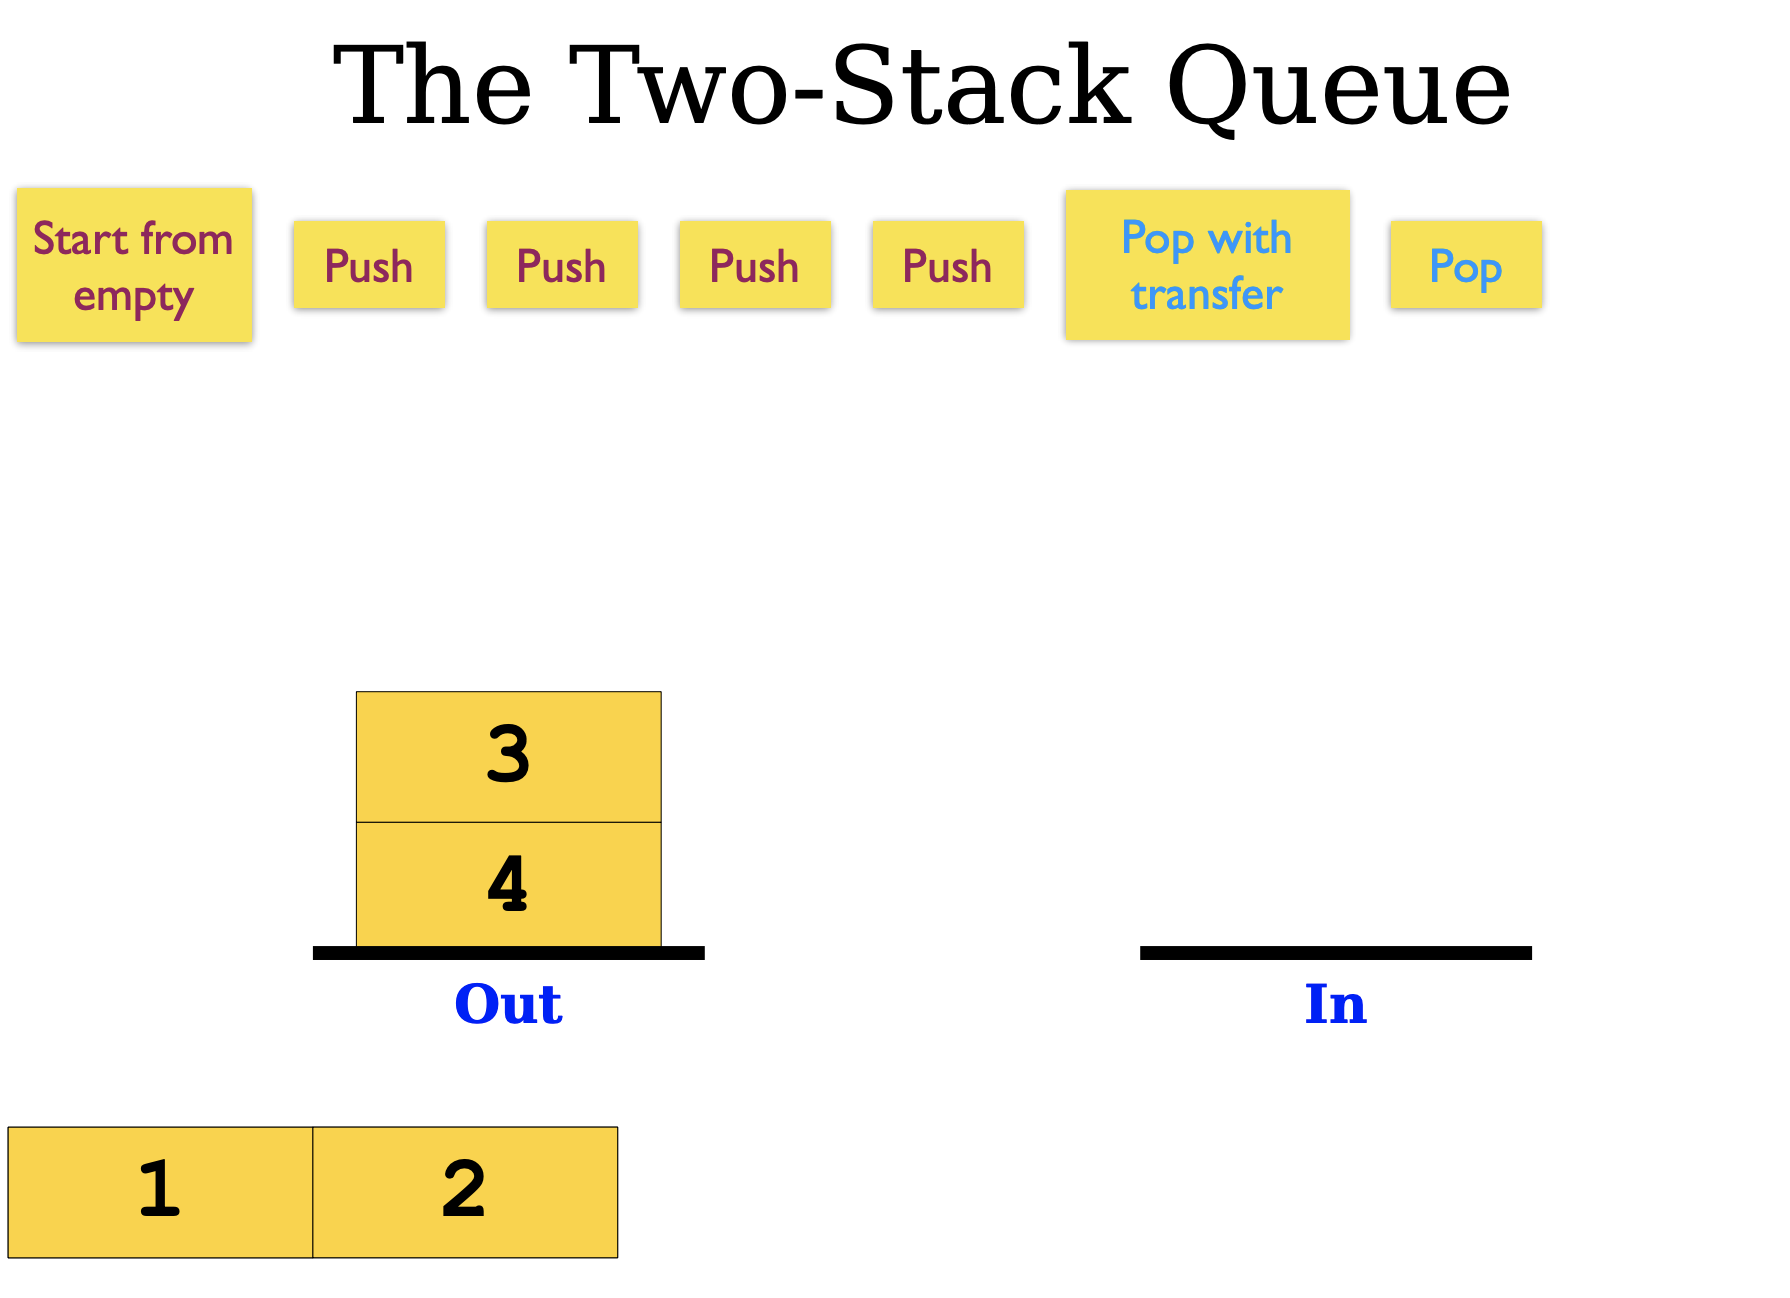 The Two-Stack Queue
Start from
empty
Push
Push
Push
Push
Pop with
transfer
Pop
3
4
Out
In
1
2